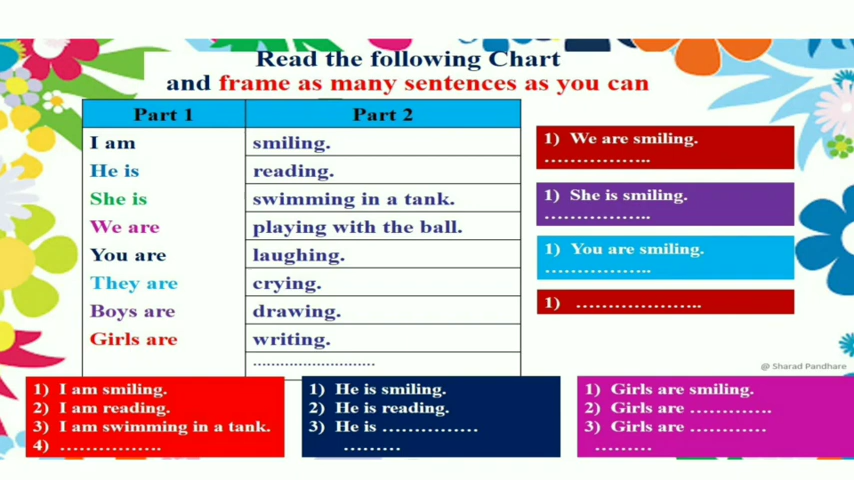 Read the following Chart
and frame as many sentences as you can
Part 1 Part 2
I am smiling.
He is reading.
She is swimming in a tank.
We are playing with the ball.
You are laughing.
They are crying.
Boys are drawing.
Girls are writing.
.................................
1) We are smiling.
………………..
1) She is smiling.
………………..
1) You are smiling.
………………..
1) ………………..
@ Sharad Pandhare
1) I am smiling.
2) I am reading.
3) I am swimming in a tank.
4) …………….
1) He is smiling.
2) He is reading.
3) He is ……………
………
1) Girls are smiling.
2) Girls are ………….
3) Girls are …………
………